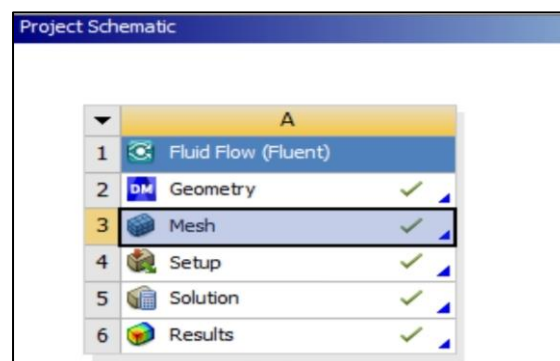 Project Schematic
A
1 Fluid Flow (Fluent)
2 DM Geometry
3 Mesh
4 Setup
5 Solution
6 Results